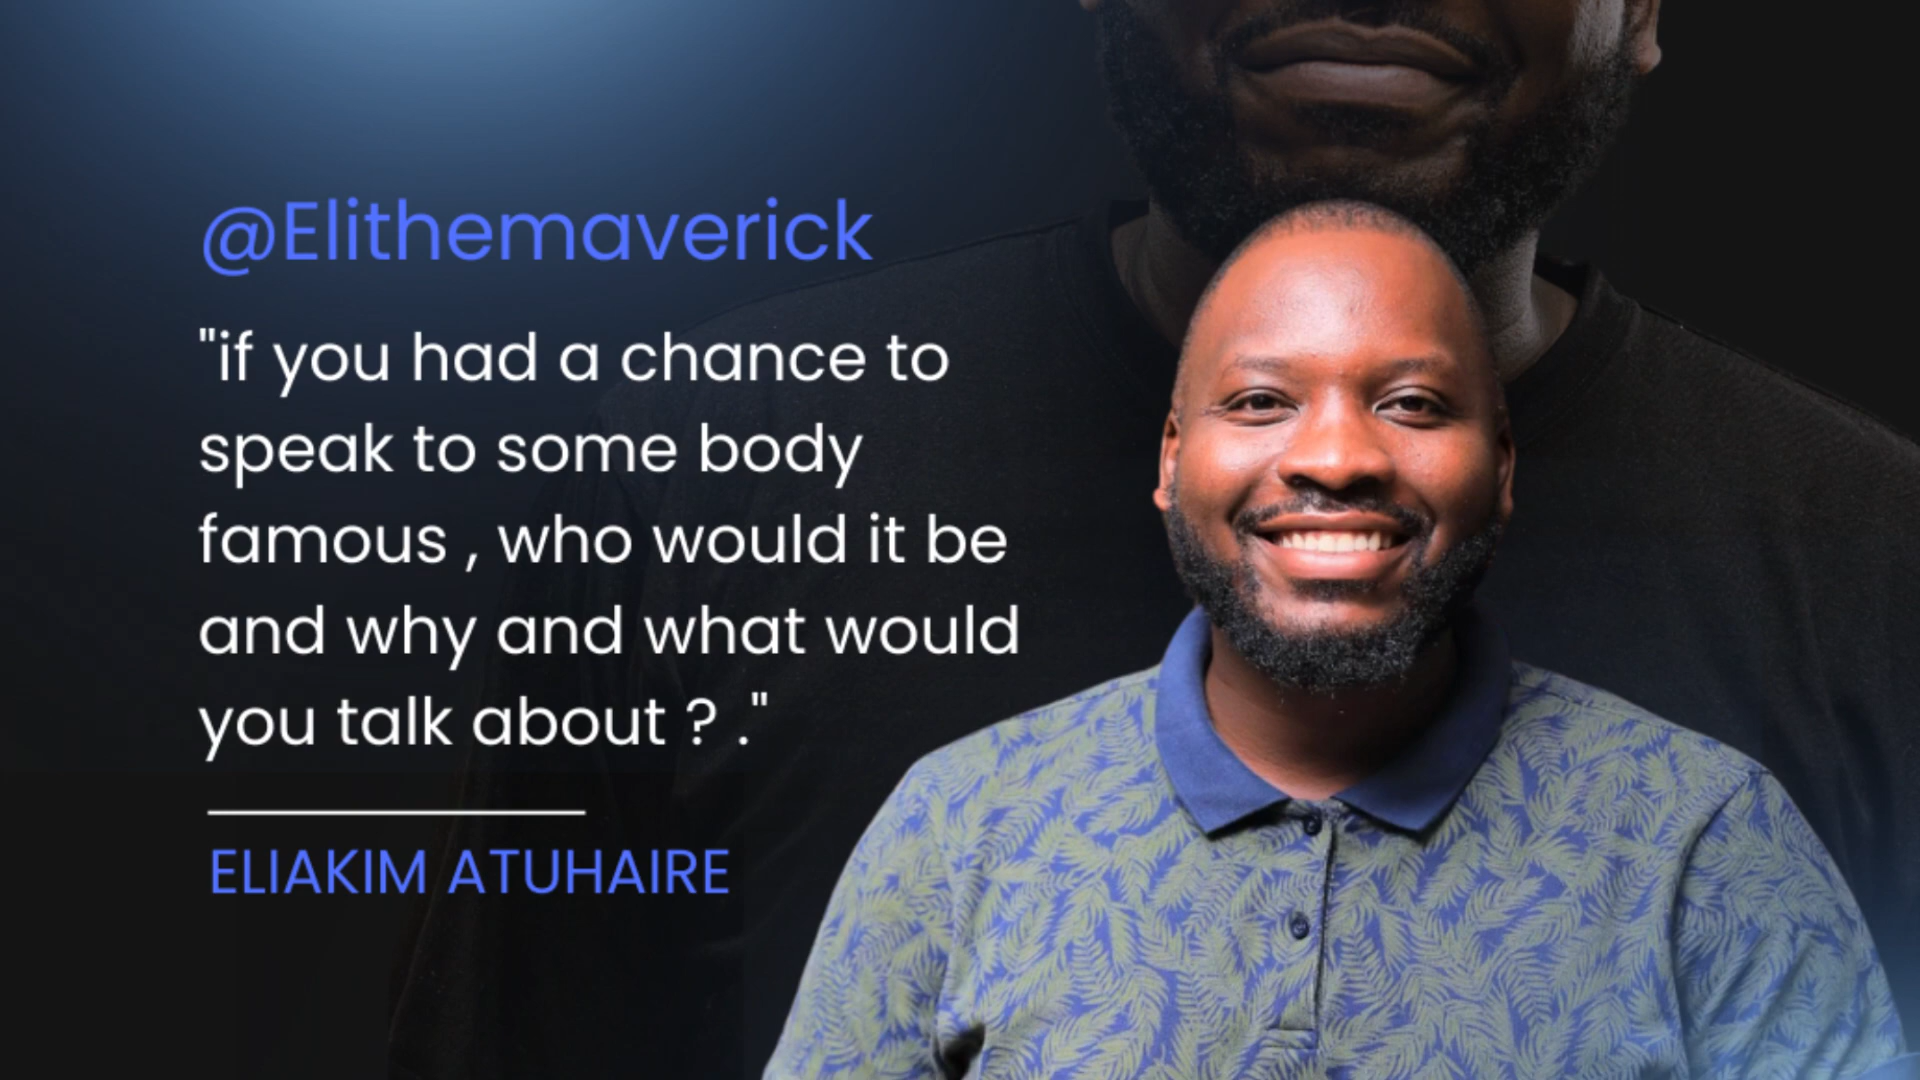 @Elithemaverick
"if you had a chance to
speak to some body
famous , who would it be
and why and what would
you talk about ? ."
ELIAKIM ATUHAIRE